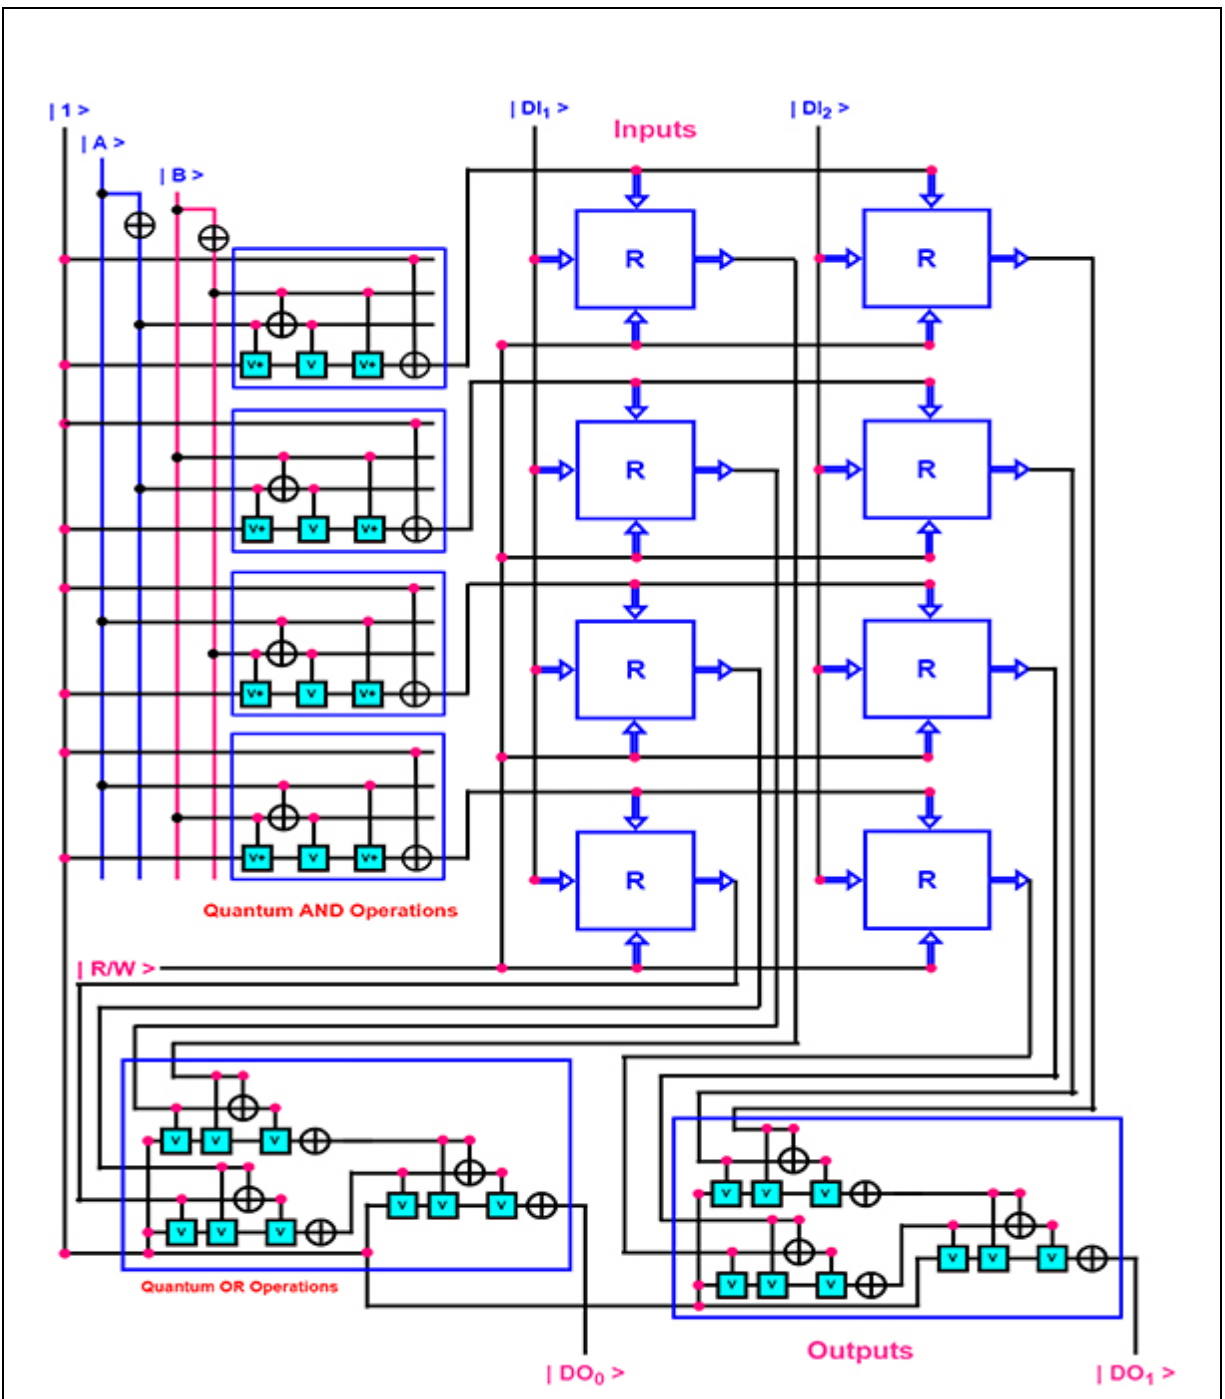 | 1 >
| A >
| B >
| DI₁ >
Inputs
| DI₂ >
R
R
V+ V V+
R
R
V+ V V+
R
R
V+ V V+
R
R
V+ V V+
Quantum AND Operations
| R/W >
V V V
V V V
V V V
V V V
V V V
V V V
Quantum OR Operations
Outputs
| DO₀ >
| DO₁ >